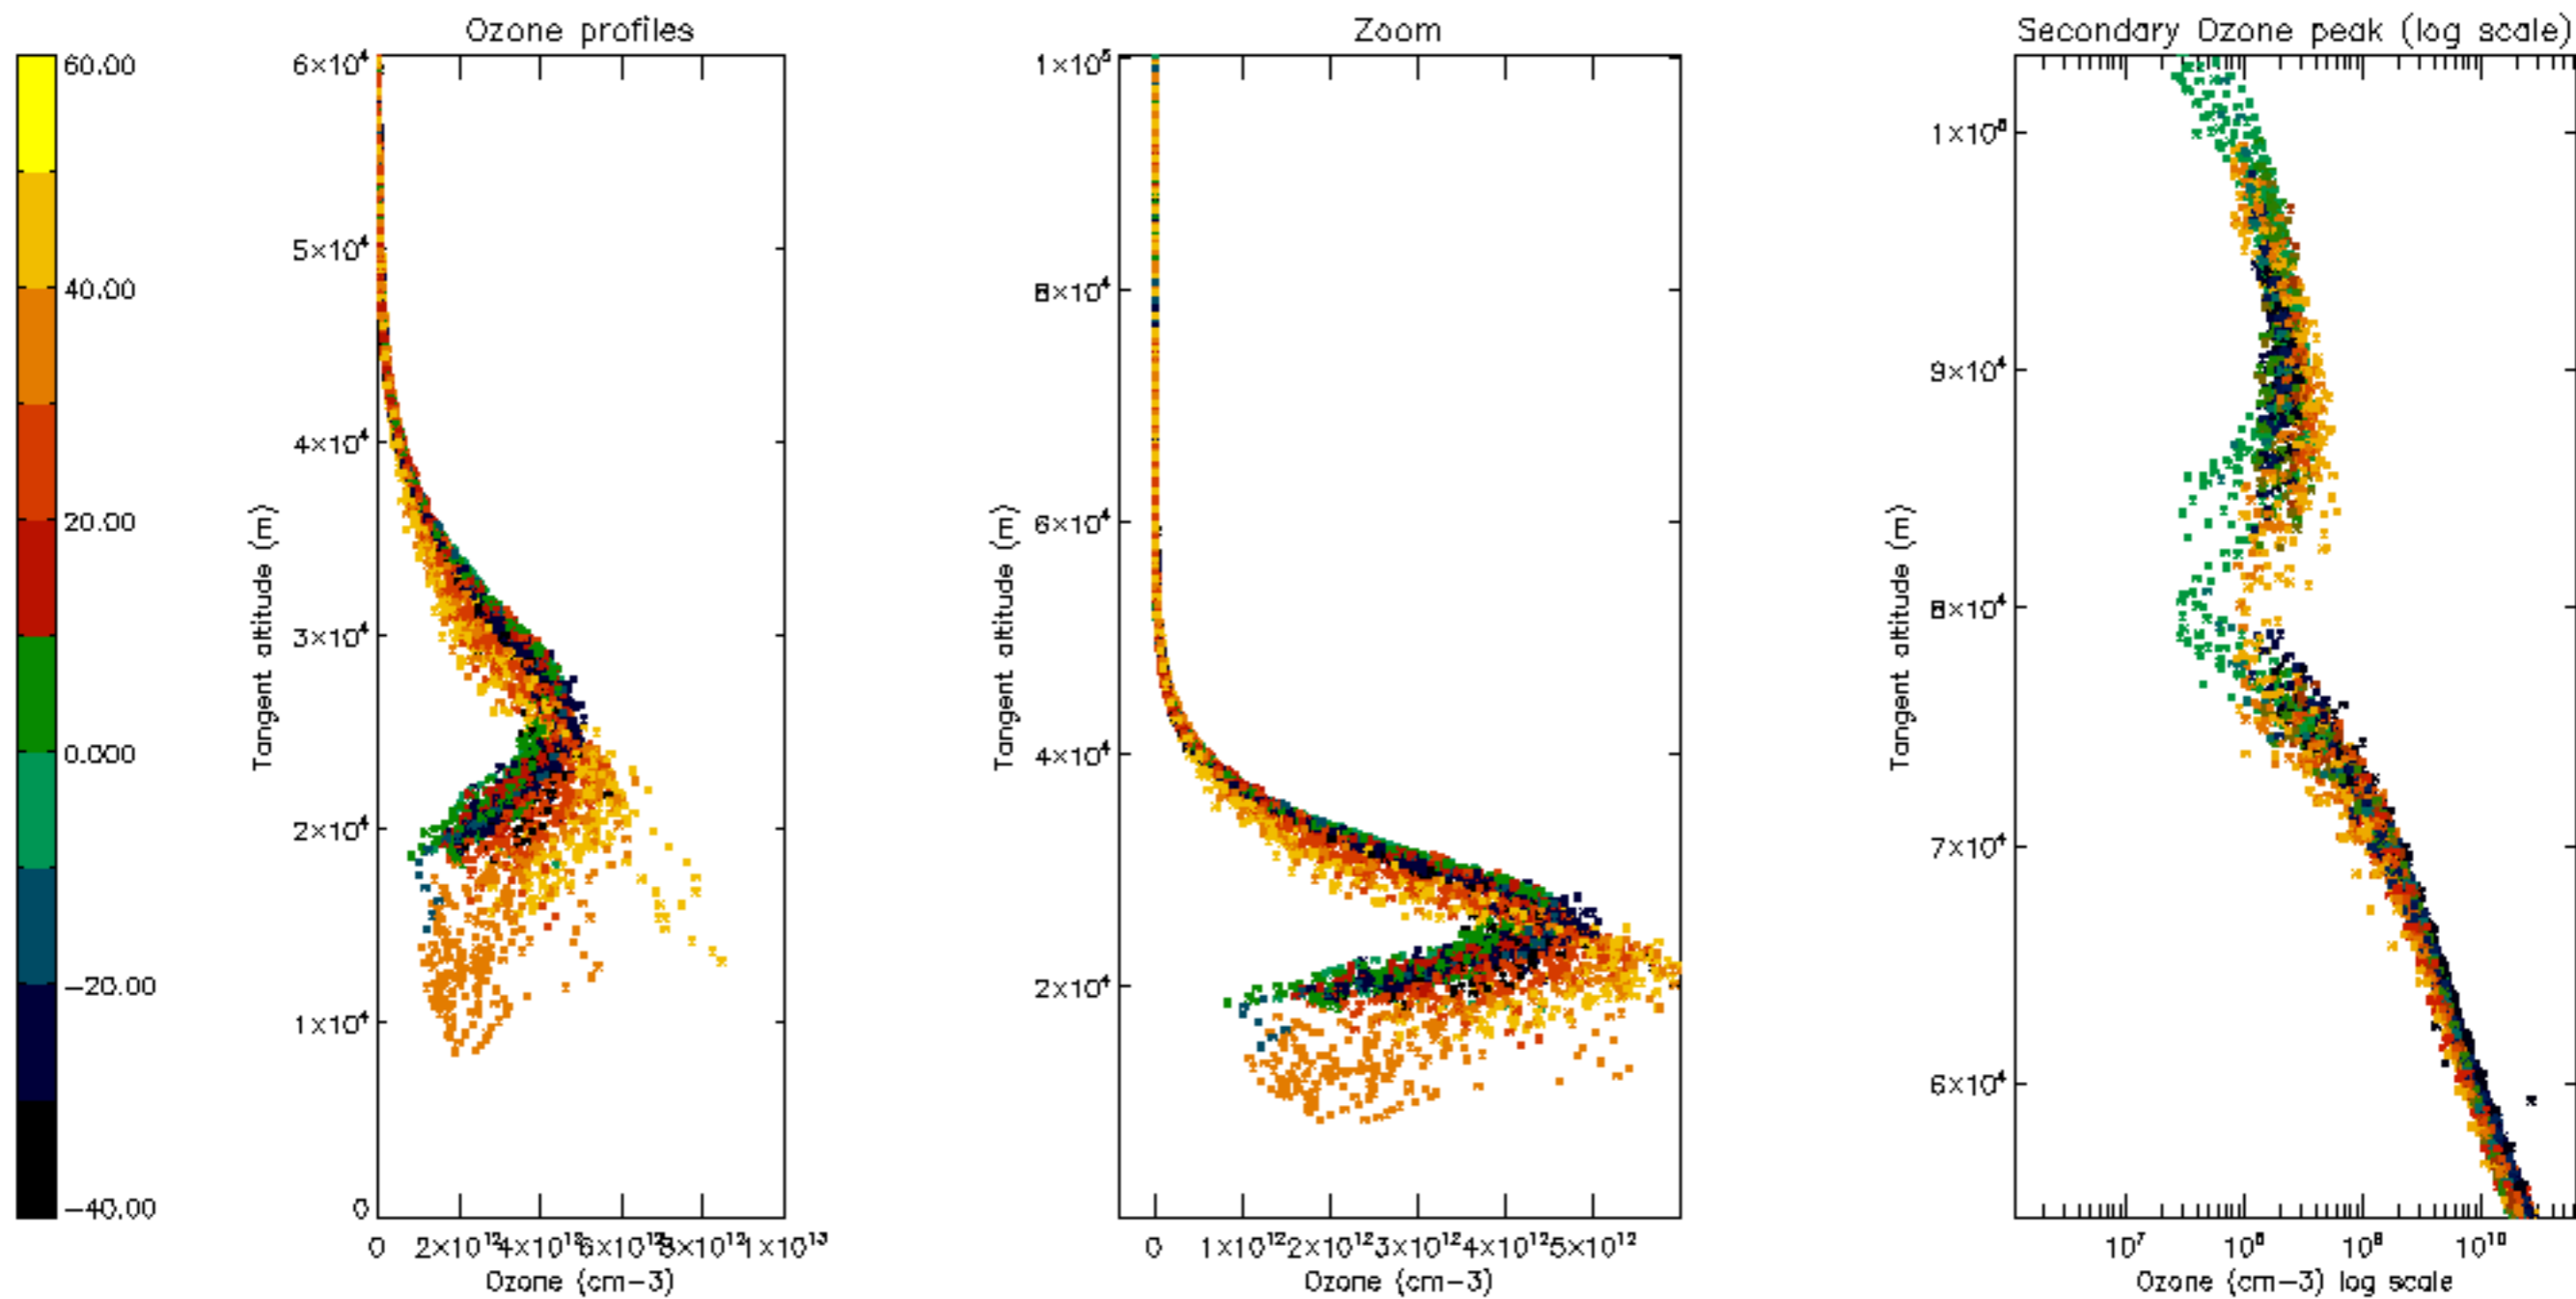 Ozone profiles
Zoom
Secondary Ozone peak (log scale)
60.00
40.00
20.00
0.000
−20.00
−40.00
6×10⁴
5×10⁴
4×10⁴
3×10⁴
2×10⁴
1×10⁴
0
Tangent altitude (m)
0 2×10¹² 4×10¹² 6×10¹² 8×10¹² 1×10¹³
Ozone (cm−3)
1×10⁵
8×10⁴
6×10⁴
4×10⁴
2×10⁴
Tangent altitude (m)
0 1×10¹² 2×10¹² 3×10¹² 4×10¹² 5×10¹²
Ozone (cm−3)
1×10⁵
9×10⁴
8×10⁴
7×10⁴
6×10⁴
Tangent altitude (m)
10⁷ 10⁸ 10⁹ 10¹⁰
Ozone (cm−3) log scale